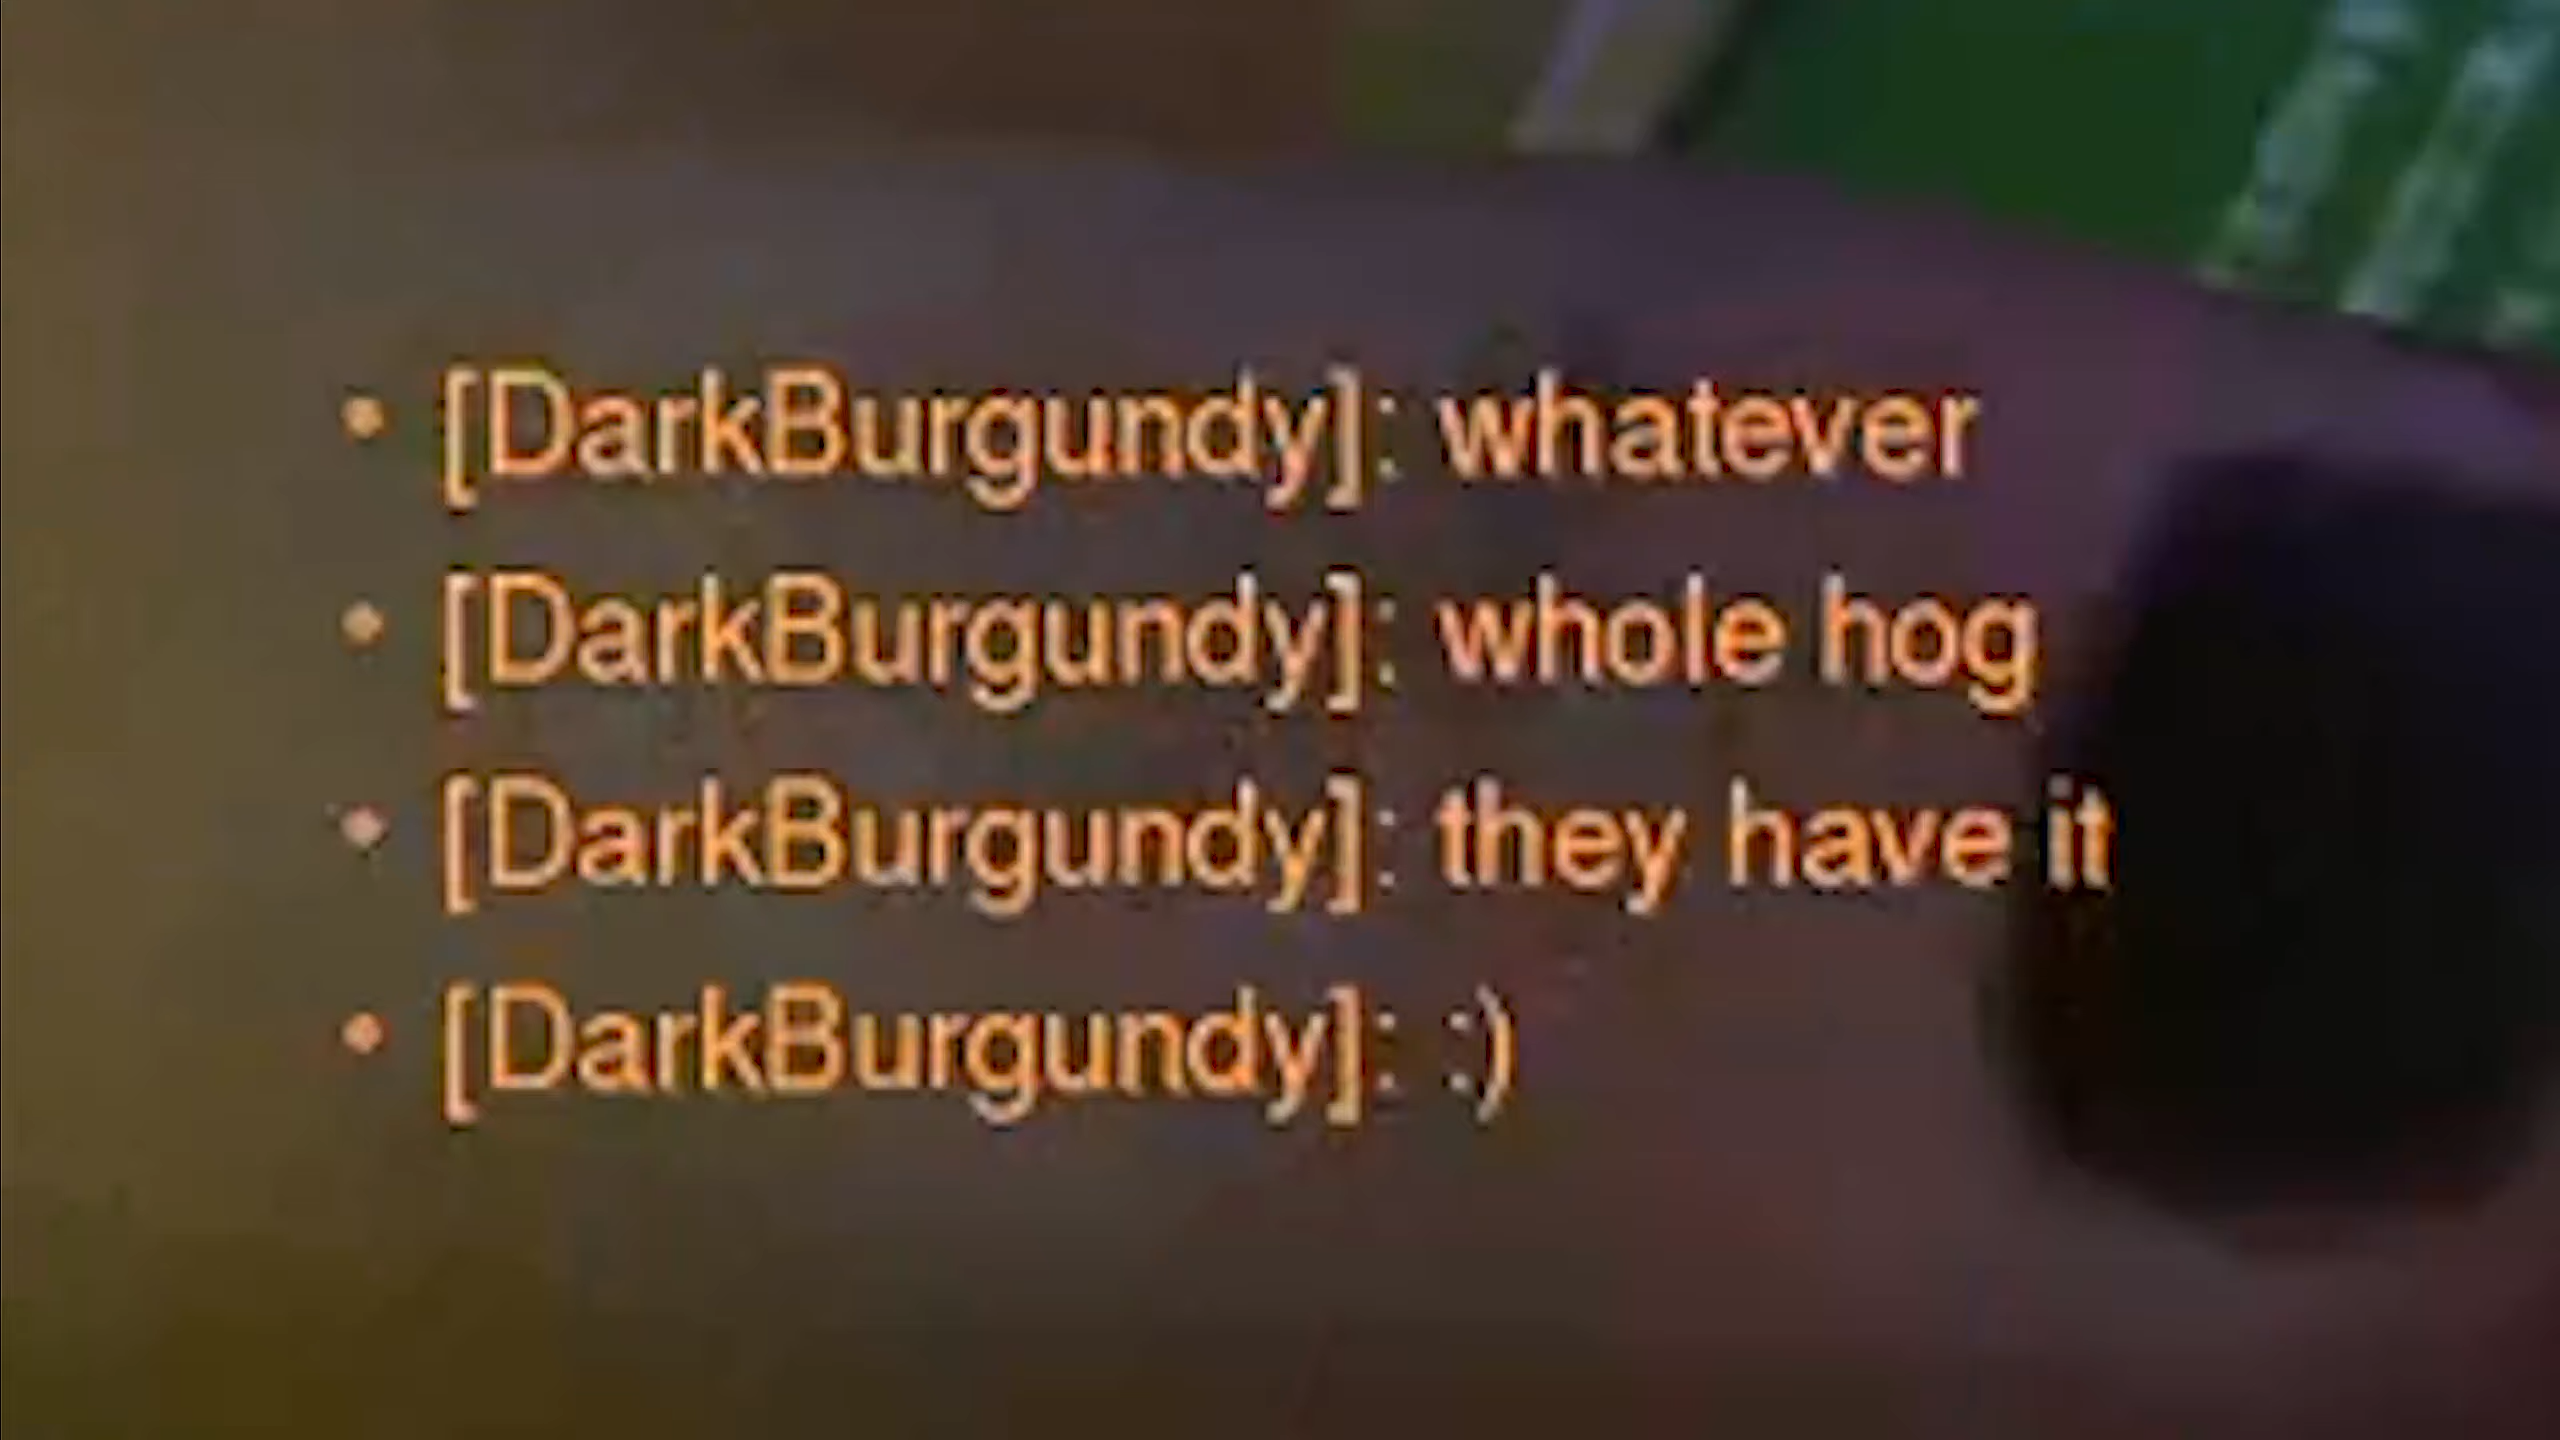 • [DarkBurgundy]: whatever
• [DarkBurgundy]: whole hog
• [DarkBurgundy]: they have it
• [DarkBurgundy]: :)